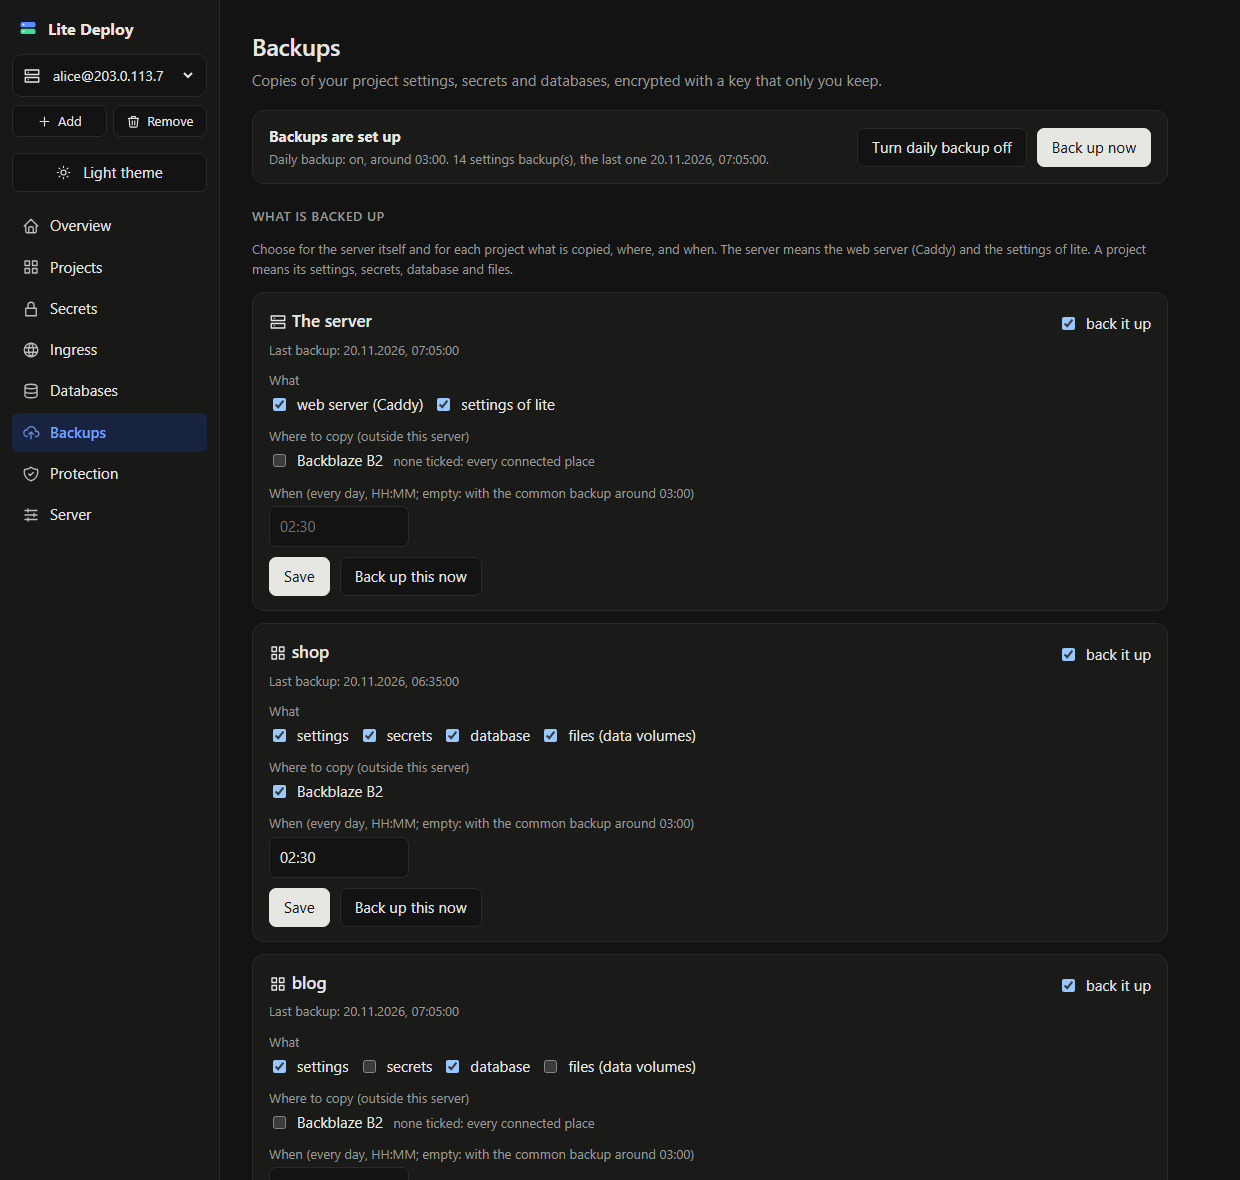 Lite Deploy
alice@203.0.113.7
Add
Remove
Light theme
Overview
Projects
Secrets
Ingress
Databases
Backups
Protection
Server
Backups
Copies of your project settings, secrets and databases, encrypted with a key that only you keep.
Backups are set up
Daily backup: on, around 03:00. 14 settings backup(s), the last one 20.11.2026, 07:05:00.
Turn daily backup off
Back up now
WHAT IS BACKED UP
Choose for the server itself and for each project what is copied, where, and when. The server means the web server (Caddy) and the settings of lite. A project
means its settings, secrets, database and files.
The server
back it up
Last backup: 20.11.2026, 07:05:00
What
web server (Caddy) settings of lite
Where to copy (outside this server)
Backblaze B2 none ticked: every connected place
When (every day, HH:MM; empty: with the common backup around 03:00)
02:30
Save Back up this now
shop
back it up
Last backup: 20.11.2026, 06:35:00
What
settings secrets database files (data volumes)
Where to copy (outside this server)
Backblaze B2
When (every day, HH:MM; empty: with the common backup around 03:00)
02:30
Save Back up this now
blog
back it up
Last backup: 20.11.2026, 07:05:00
What
settings secrets database files (data volumes)
Where to copy (outside this server)
Backblaze B2 none ticked: every connected place
When (every day, HH:MM; empty: with the common backup around 03:00)